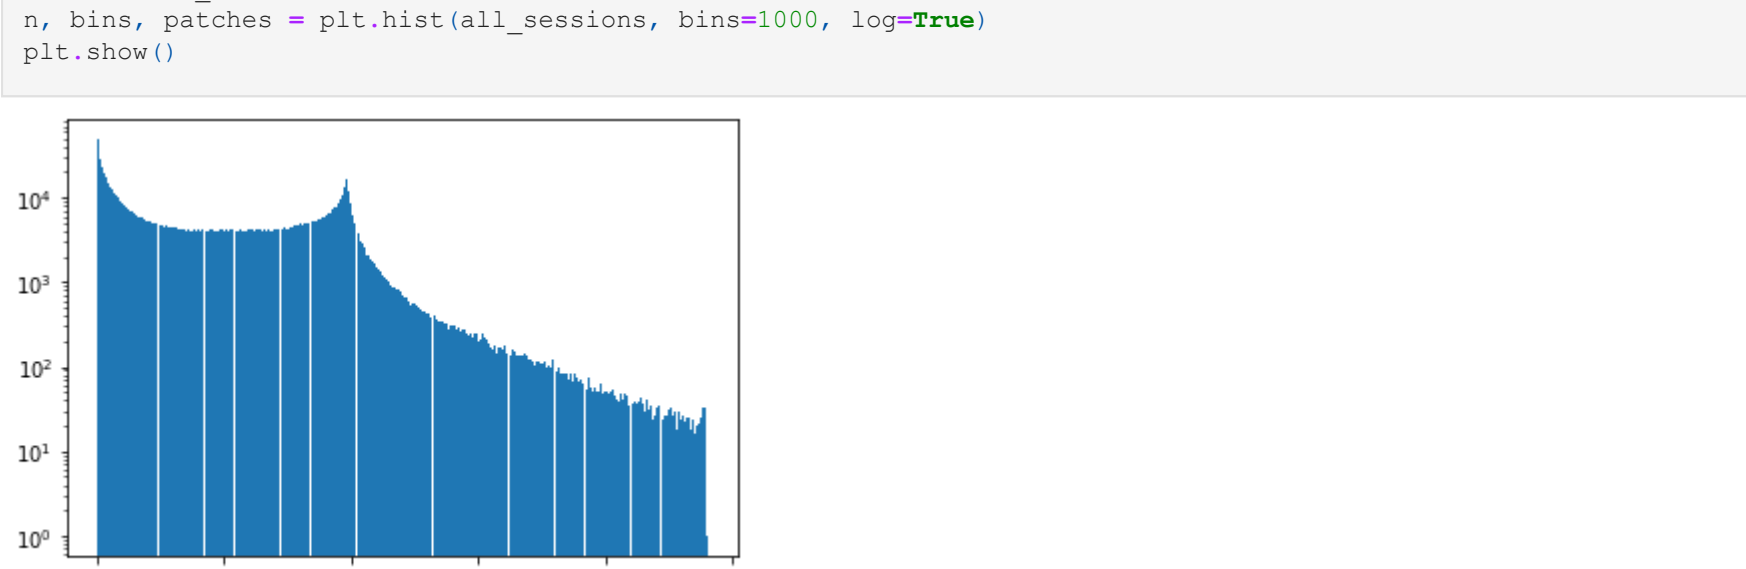 n, bins, patches = plt.hist(all_sessions, bins=1000, log=True)
plt.show()
10⁴
10³
10²
10¹
10⁰